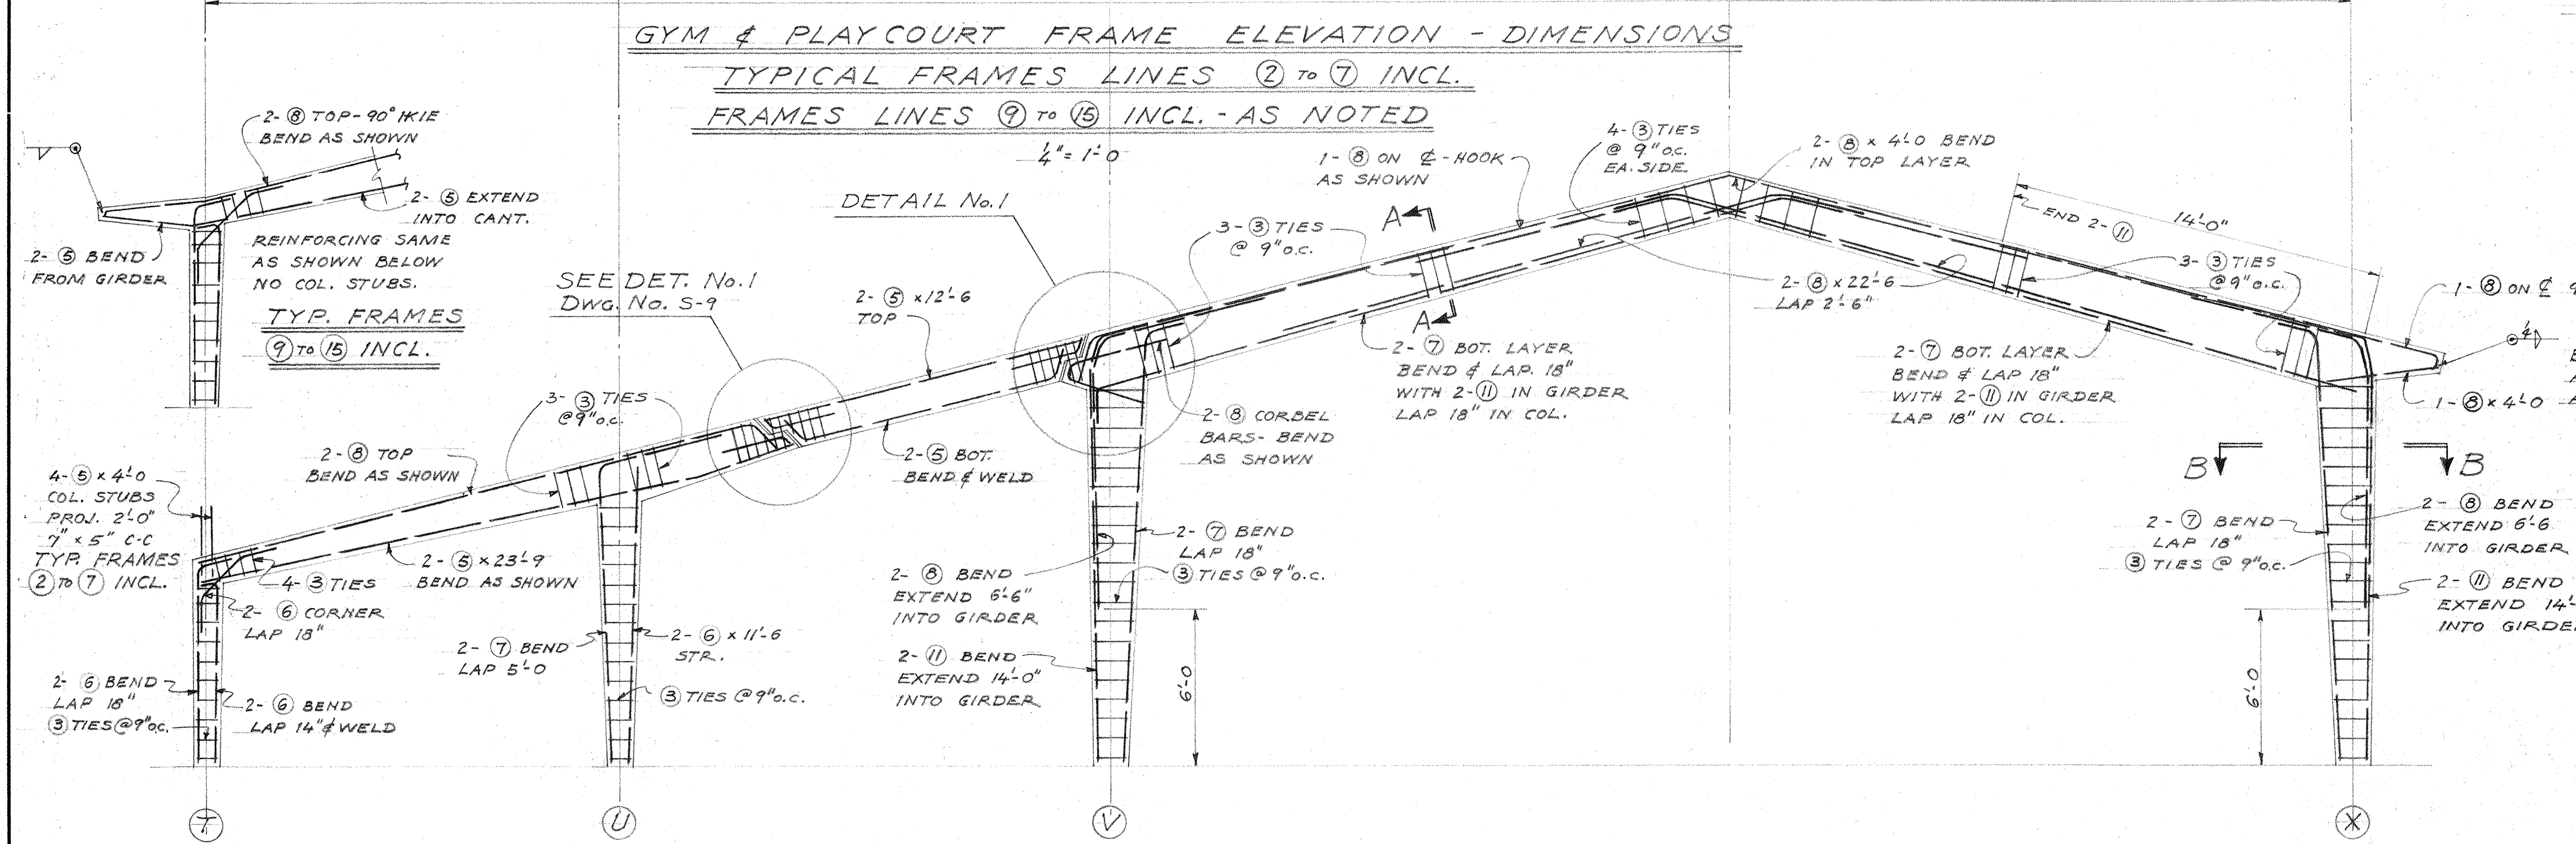 GYM & PLAYCOURT FRAME ELEVATION - DIMENSIONS
TYPICAL FRAMES LINES ② TO ⑦ INCL.
FRAMES LINES ⑨ TO ⑮ INCL. - AS NOTED
¼" = 1'-0
2-⑧ TOP-90° HKIE
BEND AS SHOWN
2-⑤ EXTEND
INTO CANT.
2-⑤ BEND
FROM GIRDER
REINFORCING SAME
AS SHOWN BELOW
NO COL. STUBS.
TYP. FRAMES
⑨ TO ⑮ INCL.
SEE DET. No.1
DWG. No. S-9
DETAIL No.1
2-⑤ x 12'-6
TOP
3-③ TIES
@ 9" o.c.
1-⑧ ON ℄-HOOK
AS SHOWN
4-③ TIES
@ 9" o.c.
EA. SIDE
2-⑧ x 4'-0 BEND
IN TOP LAYER
A
A
END 2-⑪
14'-0"
3-③ TIES
@ 9" o.c.
1-⑧ ON ℄
¼
1-⑧ x 4'-0
2-⑧ x 22'-6
LAP 2'-6"
2-⑦ BOT. LAYER
BEND & LAP. 18"
WITH 2-⑪ IN GIRDER
LAP 18" IN COL.
2-⑦ BOT. LAYER
BEND & LAP 18"
WITH 2-⑪ IN GIRDER
LAP 18" IN COL.
2-⑧ CORBEL
BARS-BEND
AS SHOWN
3-③ TIES
@ 9" o.c.
2-⑧ TOP
BEND AS SHOWN
2-⑤ BOT.
BEND & WELD
4-⑤ x 4'-0
COL. STUBS
PROJ. 2'-0"
7" x 5" C-C
TYP. FRAMES
② TO ⑦ INCL.
4-③ TIES
2-⑤ x 23'-9
BEND AS SHOWN
2-⑥ CORNER
LAP 18"
2-⑦ BEND
LAP 5'-0
2-⑥ x 11'-6
STR.
③ TIES @ 9" o.c.
2-⑥ BEND
LAP 18"
③ TIES @ 9" o.c.
2-⑥ BEND
LAP 14" & WELD
2-⑧ BEND
EXTEND 6'-6"
INTO GIRDER
2-⑪ BEND
EXTEND 14'-0"
INTO GIRDER
2-⑦ BEND
LAP 18"
③ TIES @ 9" o.c.
6'-0
B
B
2-⑦ BEND
LAP 18"
③ TIES @ 9" o.c.
2-⑧ BEND
EXTEND 6'-6
INTO GIRDER
2-⑪ BEND
EXTEND 14'-
INTO GIRDE
6'-0
T
U
V
X